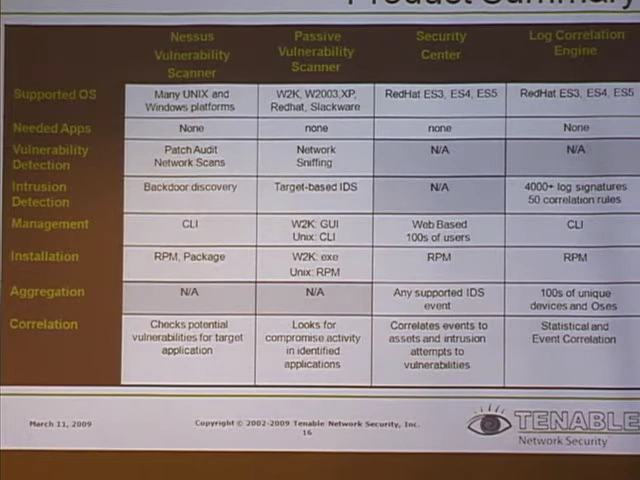 Product Summary
Nessus Vulnerability Scanner
Passive Vulnerability Scanner
Security Center
Log Correlation Engine
Supported OS
Many UNIX and Windows platforms
W2K, W2003,XP, Redhat, Slackware
RedHat ES3, ES4, ES5
RedHat ES3, ES4, ES5
Needed Apps
None
none
none
None
Vulnerability Detection
Patch Audit Network Scans
Network Sniffing
N/A
N/A
Intrusion Detection
Backdoor discovery
Target-based IDS
N/A
4000+ log signatures 50 correlation rules
Management
CLI
W2K: GUI Unix: CLI
Web Based 100s of users
CLI
Installation
RPM, Package
W2K: exe Unix: RPM
RPM
RPM
Aggregation
N/A
N/A
Any supported IDS event
100s of unique devices and Oses
Correlation
Checks potential vulnerabilities for target application
Looks for compromise activity in identified applications
Correlates events to assets and intrusion attempts to vulnerabilities
Statistical and Event Correlation
March 11, 2009
Copyright © 2002-2009 Tenable Network Security, Inc.
16
TENABLE
Network Security